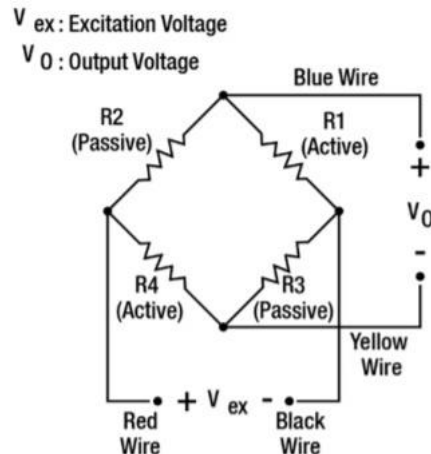 V ex : Excitation Voltage
V O : Output Voltage
Blue Wire
R2
(Passive)
R1
(Active)
+
V O
-
R4
(Active)
R3
(Passive)
Yellow
Wire
+ V ex -
Red
Wire
Black
Wire